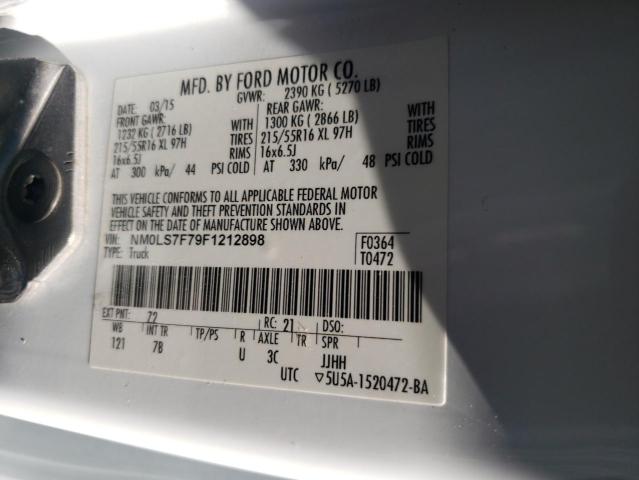 MFD. BY FORD MOTOR CO.
DATE: 03/15 GVWR: 2390 KG ( 5270 LB)
FRONT GAWR: REAR GAWR:
1232 KG ( 2716 LB) WITH 1300 KG ( 2866 LB) WITH
215/55R16 XL 97H TIRES 215/55R16 XL 97H TIRES
16x6.5J RIMS 16x6.5J RIMS
AT 300 kPa/ 44 PSI COLD AT 330 kPa/ 48 PSI COLD
THIS VEHICLE CONFORMS TO ALL APPLICABLE FEDERAL MOTOR
VEHICLE SAFETY AND THEFT PREVENTION STANDARDS IN
EFFECT ON THE DATE OF MANUFACTURE SHOWN ABOVE.
VIN: NM0LS7F79F1212898 F0364
TYPE: Truck T0472
EXT PNT: 7Z RC: 21 DSO:
WB INT TR TP/PS R AXLE TR SPR
121 7B U 3C JJHH
UTC ▽5U5A-1520472-BA